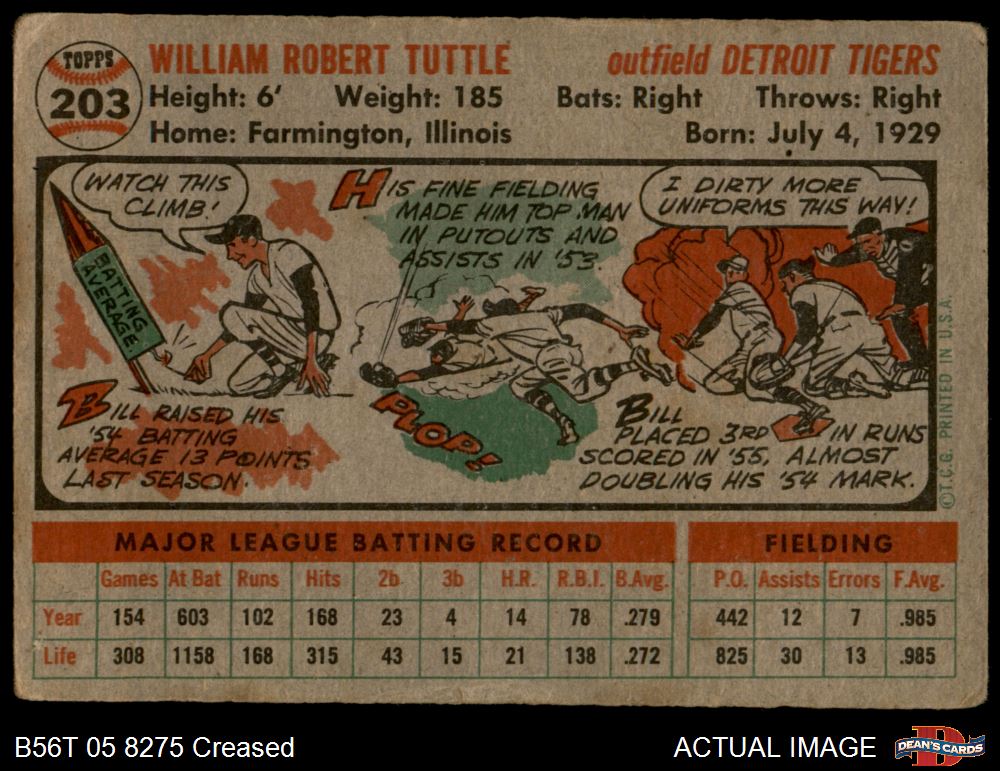 TOPPS
203
WILLIAM ROBERT TUTTLE outfield DETROIT TIGERS
Height: 6' Weight: 185 Bats: Right Throws: Right
Home: Farmington, Illinois Born: July 4, 1929
WATCH THIS
CLIMB!
BATTING
AVERAGE
BILL RAISED HIS
'54 BATTING
AVERAGE 13 POINTS
LAST SEASON.
HIS FINE FIELDING
MADE HIM TOP MAN
IN PUTOUTS AND
ASSISTS IN '53.
PLOP!
I DIRTY MORE
UNIFORMS THIS WAY!
BILL
PLACED 3RD IN RUNS
SCORED IN '55, ALMOST
DOUBLING HIS '54 MARK.
©T.C.G. PRINTED IN U.S.A.
MAJOR LEAGUE BATTING RECORD FIELDING
Games At Bat Runs Hits 2b 3b H.R. R.B.I. B.Avg. P.O. Assists Errors F.Avg.
Year 154 603 102 168 23 4 14 78 .279 442 12 7 .985
Life 308 1158 168 315 43 15 21 138 .272 825 30 13 .985
B56T 05 8275 Creased ACTUAL IMAGE DEAN'S CARDS